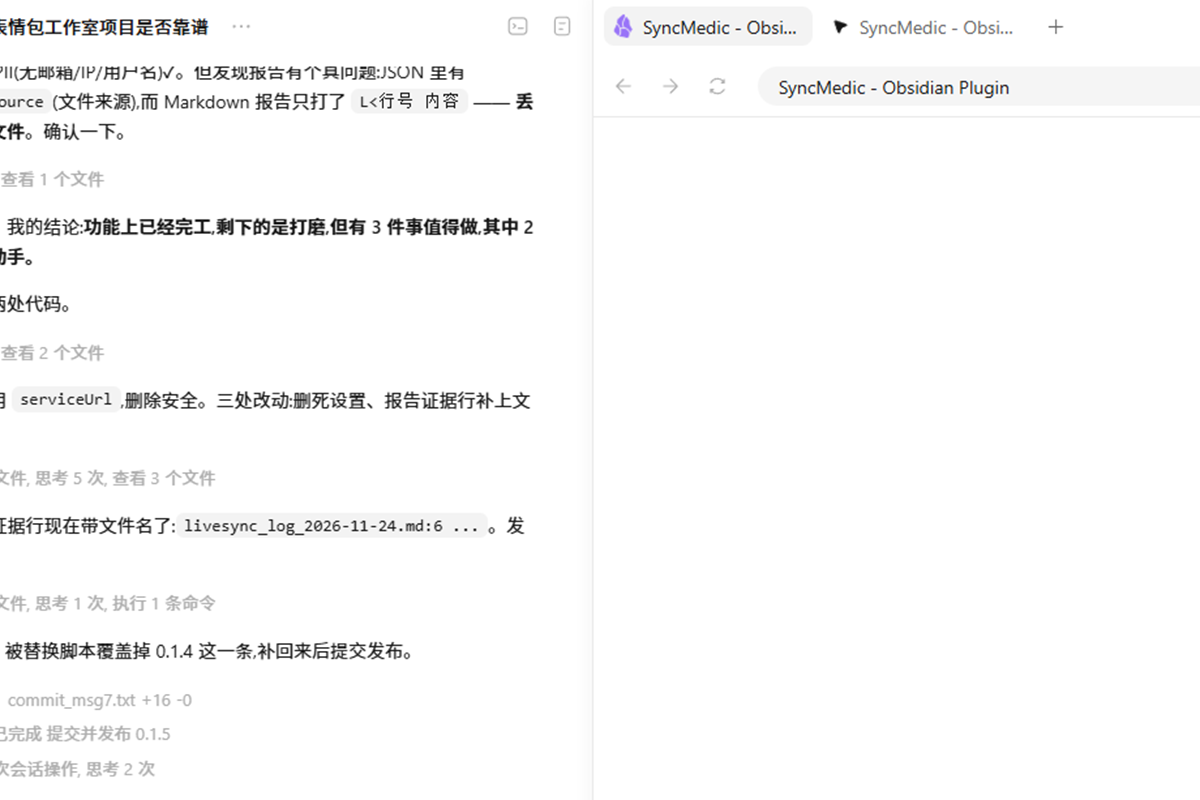 表情包工作室项目是否靠谱 ···
PII(无邮箱/IP/用户名)√。但发现报告有个真问题:JSON 里有
ource (文件来源),而 Markdown 报告只打了 L<行号 内容 —— 丢
文件。确认一下。
查看 1 个文件
我的结论:功能上已经完工,剩下的是打磨,但有 3 件事值得做,其中 2
动手。
两处代码。
查看 2 个文件
用 serviceUrl ,删除安全。三处改动:删死设置、报告证据行补上文
文件, 思考 5 次, 查看 3 个文件
证据行现在带文件名了: livesync_log_2026-11-24.md:6 ... 。发
文件, 思考 1 次, 执行 1 条命令
被替换脚本覆盖掉 0.1.4 这一条,补回来后提交发布。
commit_msg7.txt +16 -0
已完成 提交并发布 0.1.5
次会话操作, 思考 2 次
SyncMedic - Obsi...
SyncMedic - Obsi...
SyncMedic - Obsidian Plugin